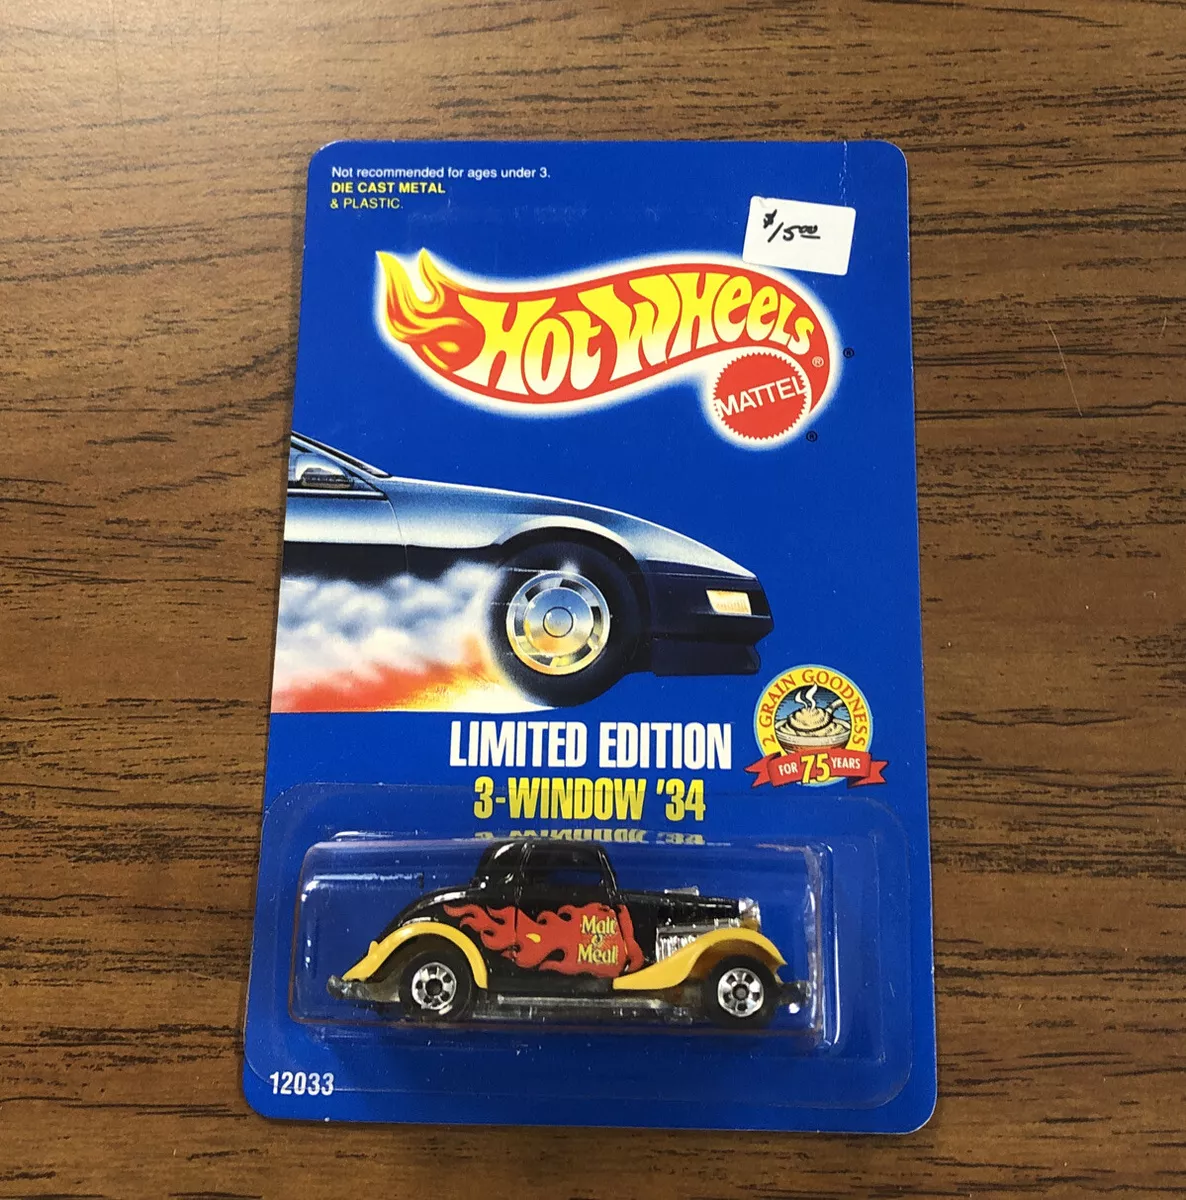 Not recommended for ages under 3.
DIE CAST METAL
& PLASTIC.
$15.00
HOT WHEELS®
®
MATTEL
®
2 GRAIN GOODNESS
FOR 75 YEARS
LIMITED EDITION
3-WINDOW '34
Malt
o
Meal
12033